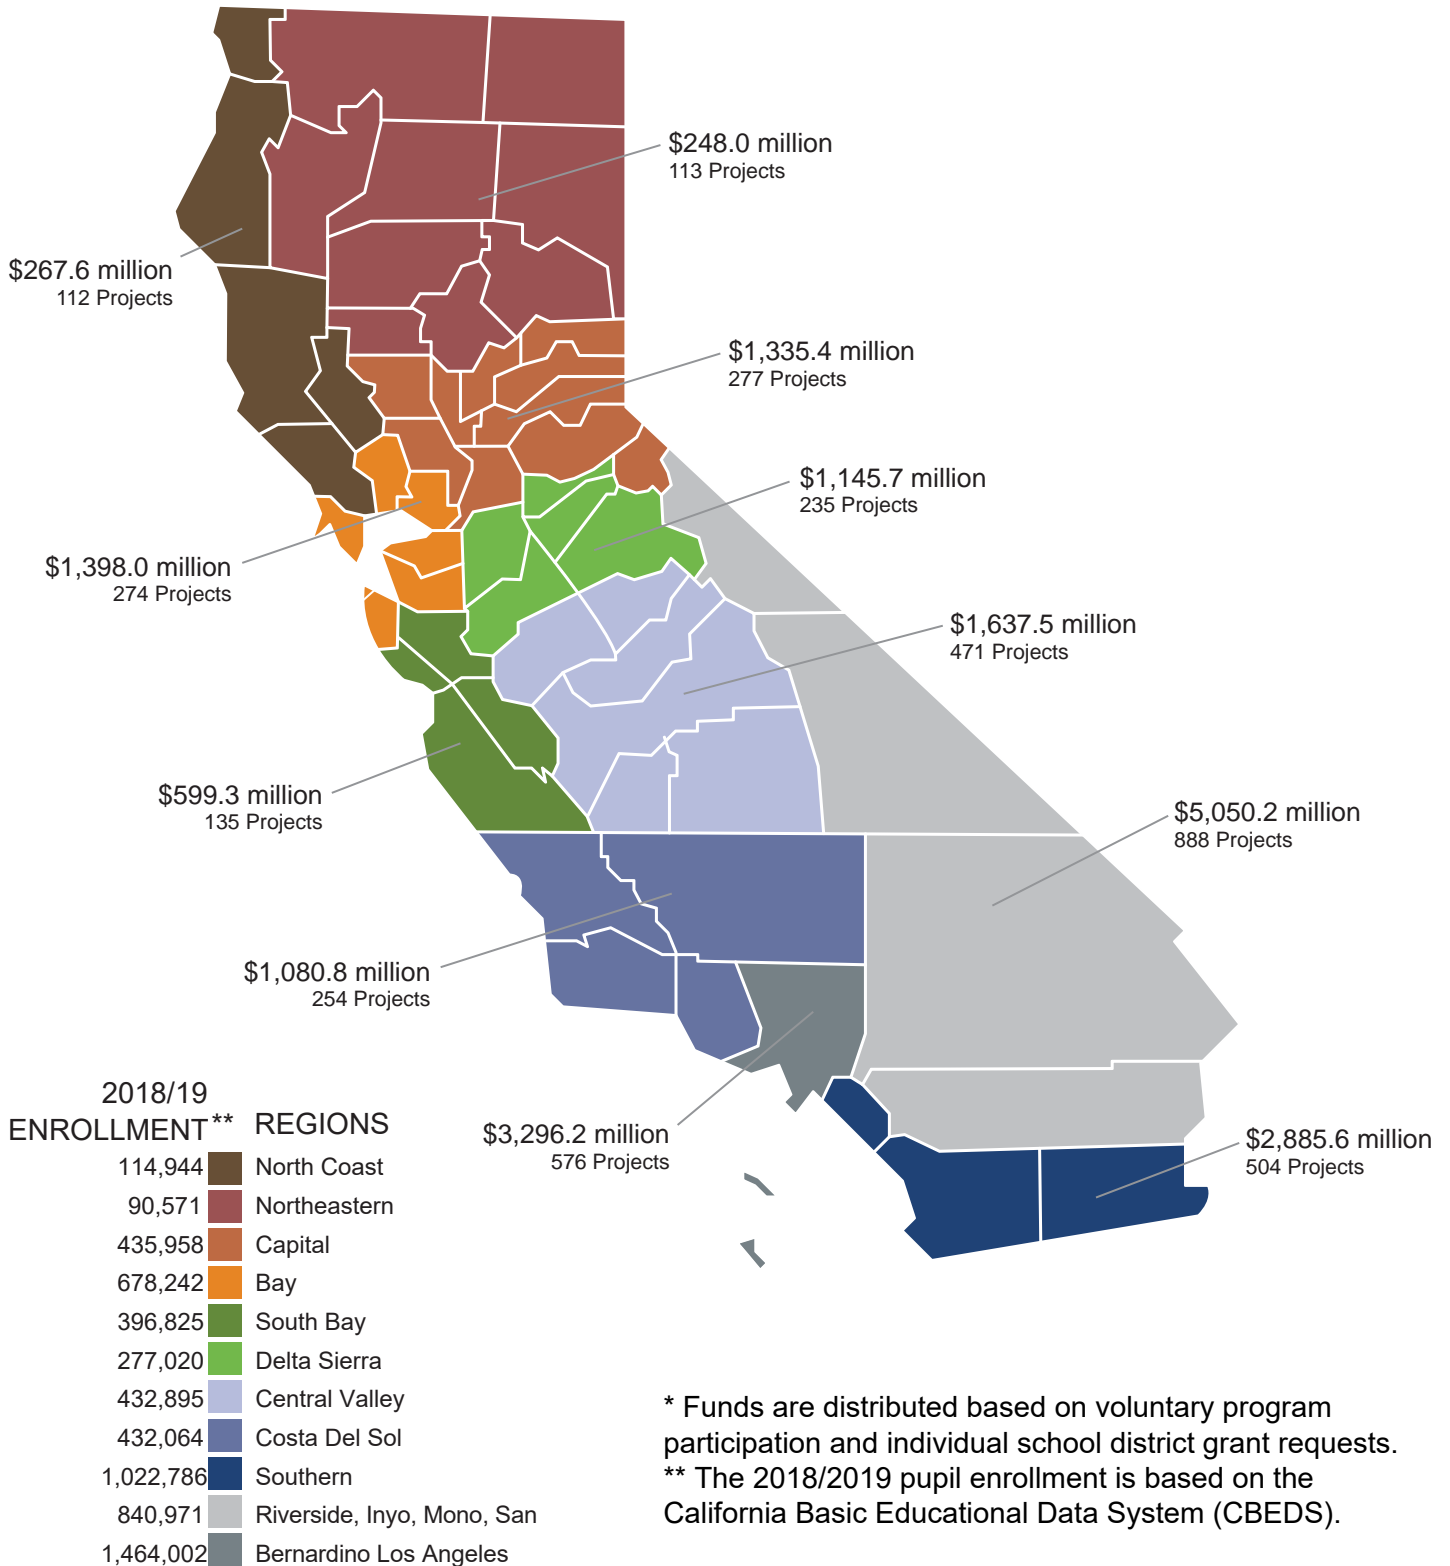 $248.0 million
113 Projects
$267.6 million
112 Projects
$1,335.4 million
277 Projects
$1,145.7 million
235 Projects
$1,398.0 million
274 Projects
$1,637.5 million
471 Projects
$599.3 million
135 Projects
$5,050.2 million
888 Projects
$1,080.8 million
254 Projects
$3,296.2 million
576 Projects
$2,885.6 million
504 Projects
2018/19
ENROLLMENT** REGIONS
114,944 North Coast
90,571 Northeastern
435,958 Capital
678,242 Bay
396,825 South Bay
277,020 Delta Sierra
432,895 Central Valley
432,064 Costa Del Sol
1,022,786 Southern
840,971 Riverside, Inyo, Mono, San
1,464,002 Bernardino Los Angeles
* Funds are distributed based on voluntary program
participation and individual school district grant requests.
** The 2018/2019 pupil enrollment is based on the
California Basic Educational Data System (CBEDS).